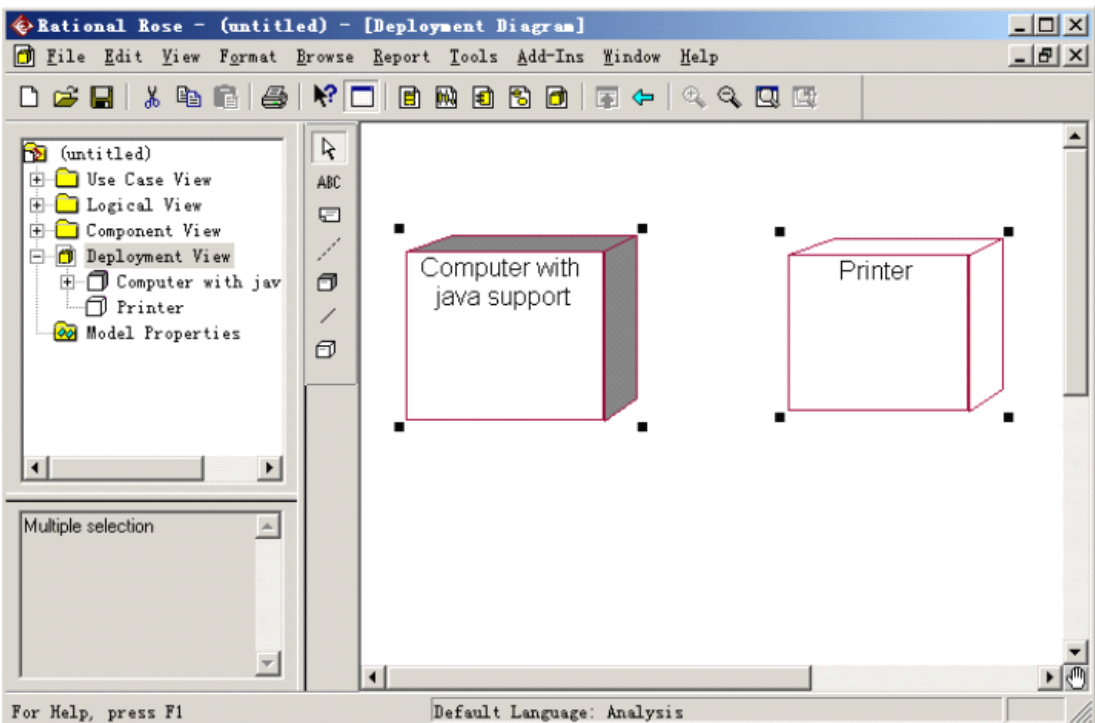 Rational Rose - (untitled) - [Deployment Diagram]
File Edit View Format Browse Report Tools Add-Ins Window Help
(untitled)
Use Case View
Logical View
Component View
Deployment View
Computer with jav
Printer
Model Properties
ABC
Computer with
java support
Printer
Multiple selection
For Help, press F1
Default Language: Analysis